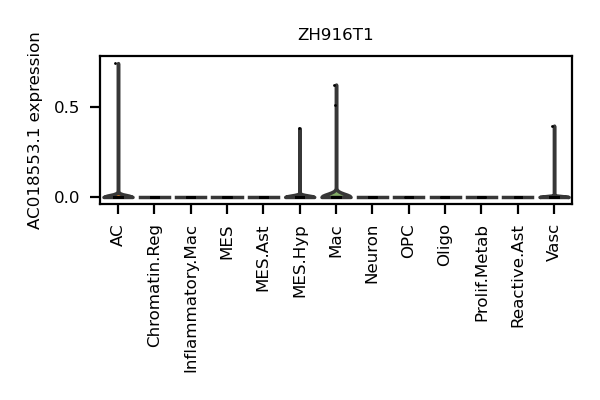 ZH916T1
AC018553.1 expression
0.5
0.0
AC
Chromatin.Reg
Inflammatory.Mac
MES
MES.Ast
MES.Hyp
Mac
Neuron
OPC
Oligo
Prolif.Metab
Reactive.Ast
Vasc